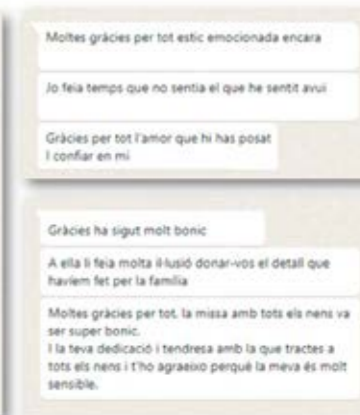 Moltes gràcies per tot estic emocionada encara
Jo feia temps que no sentia el que he sentit avui
Gràcies per tot l'amor que hi has posat
I confiar en mi
Gràcies ha sigut molt bonic
A ella li feia molta il·lusió donar-vos el detall que
havíem fet per la família
Moltes gràcies per tot. la missa amb tots els nens va
ser super bonic.
I la teva dedicació i tendresa amb la que tractes a
tots els nens i t'ho agraeixo perquè la meva és molt
sensible.